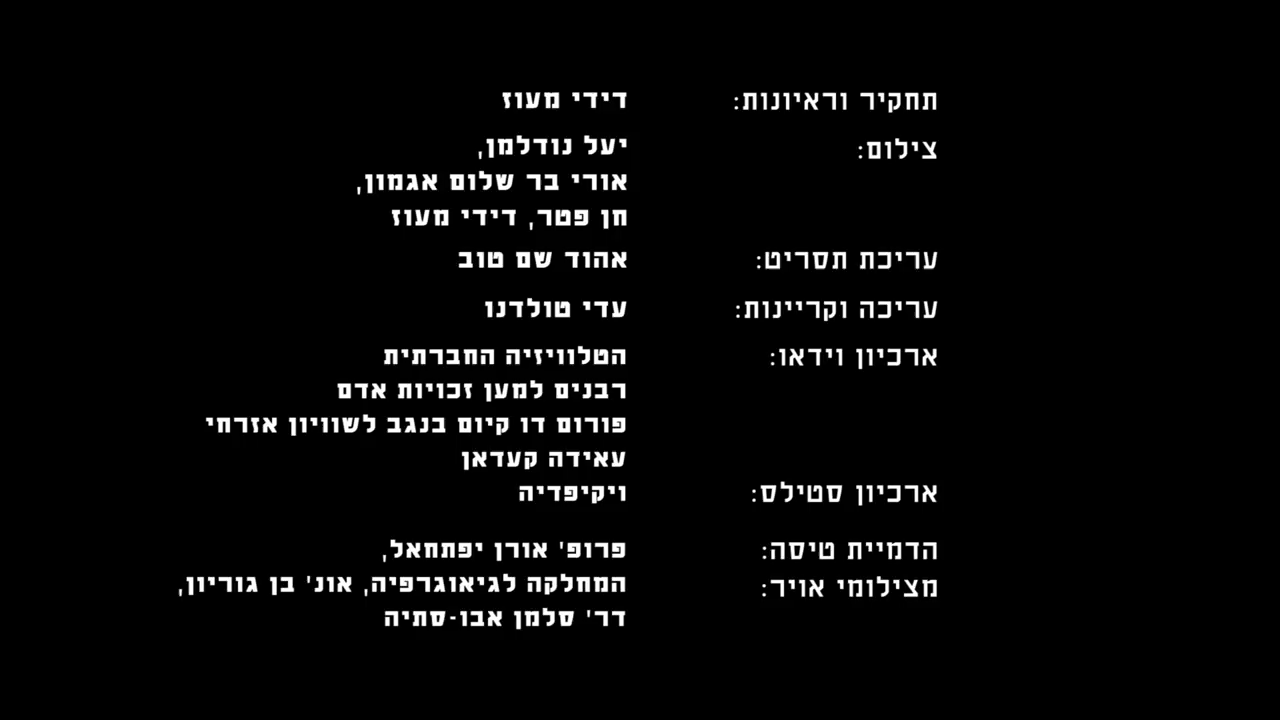 תחקיר וראיונות: דידי מעוז
צילום: יעל נודלמן,
אורי בר שלום אגמון,
חן פטר, דידי מעוז
עריכת תסריט: אהוד שם טוב
עריכה וקריינות: עדי טולדנו
ארכיון וידאו: הטלוויזיה החברתית
רבנים למען זכויות אדם
פורום דו קיום בנגב לשוויון אזרחי
עאידה קעדאן
ארכיון סטילס: ויקיפדיה
הדמיית טיסה: פרופ' אורן יפתחאל,
מצילומי אויר: המחלקה לגיאוגרפיה, אונ' בן גוריון,
דר' סלמן אבו-סתיה